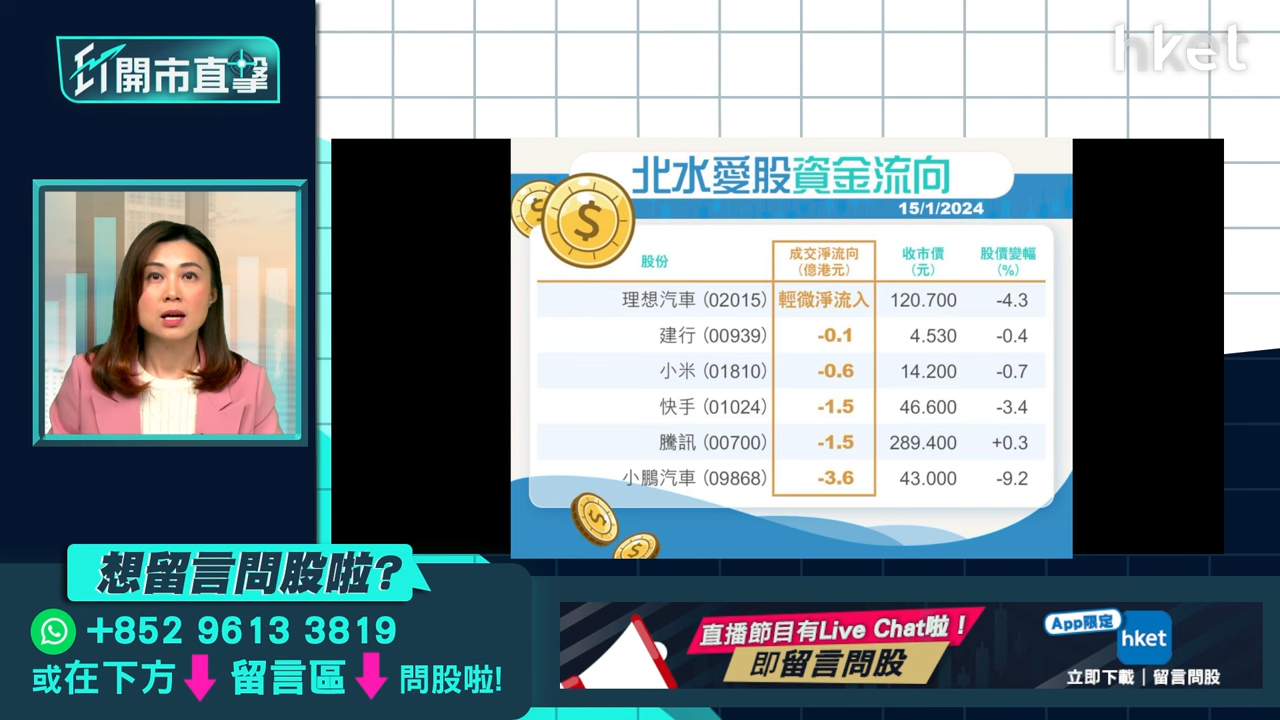 EI開市直擊
hket
北水愛股資金流向
15/1/2024
股份 成交淨流向(億港元) 收市價(元) 股價變幅(%)
理想汽車 (02015) 輕微淨流入 120.700 -4.3
建行 (00939) -0.1 4.530 -0.4
小米 (01810) -0.6 14.200 -0.7
快手 (01024) -1.5 46.600 -3.4
騰訊 (00700) -1.5 289.400 +0.3
小鵬汽車 (09868) -3.6 43.000 -9.2
想留言問股啦?
+852 9613 3819
或在下方 留言區 問股啦!
直播節目有Live Chat啦!
即留言問股
App限定
hket
立即下載|留言問股